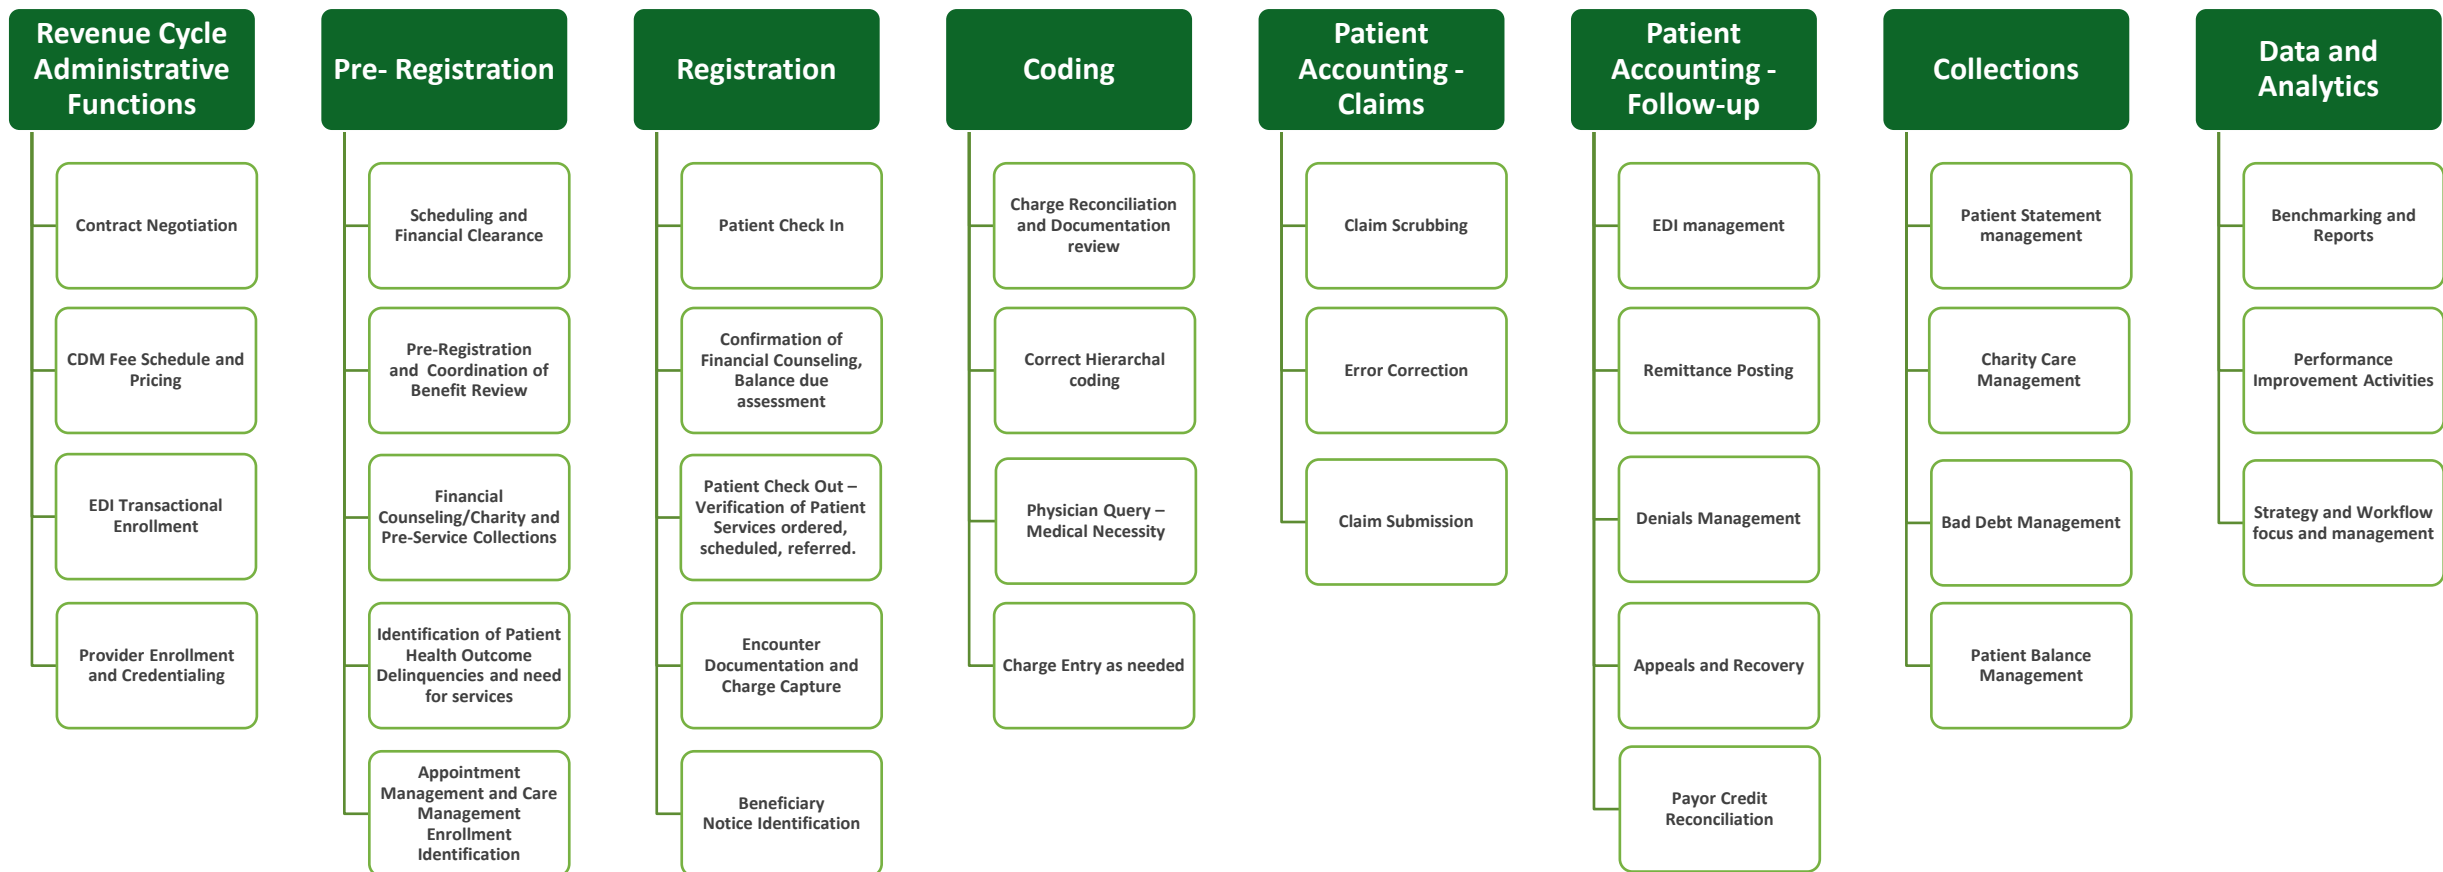 Revenue Cycle
Administrative
Functions
Contract Negotiation
CDM Fee Schedule and
Pricing
EDI Transactional
Enrollment
Provider Enrollment
and Credentialing
Pre- Registration
Scheduling and
Financial Clearance
Pre-Registration
and Coordination of
Benefit Review
Financial
Counseling/Charity and
Pre-Service Collections
Identification of Patient
Health Outcome
Delinquencies and need
for services
Appointment
Management and Care
Management
Enrollment
Identification
Registration
Patient Check In
Confirmation of
Financial Counseling,
Balance due
assessment
Patient Check Out –
Verification of Patient
Services ordered,
scheduled, referred.
Encounter
Documentation and
Charge Capture
Beneficiary
Notice Identification
Coding
Charge Reconciliation
and Documentation
review
Correct Hierarchal
coding
Physician Query –
Medical Necessity
Charge Entry as needed
Patient
Accounting -
Claims
Claim Scrubbing
Error Correction
Claim Submission
Patient
Accounting -
Follow-up
EDI management
Remittance Posting
Denials Management
Appeals and Recovery
Payor Credit
Reconciliation
Collections
Patient Statement
management
Charity Care
Management
Bad Debt Management
Patient Balance
Management
Data and
Analytics
Benchmarking and
Reports
Performance
Improvement Activities
Strategy and Workflow
focus and management